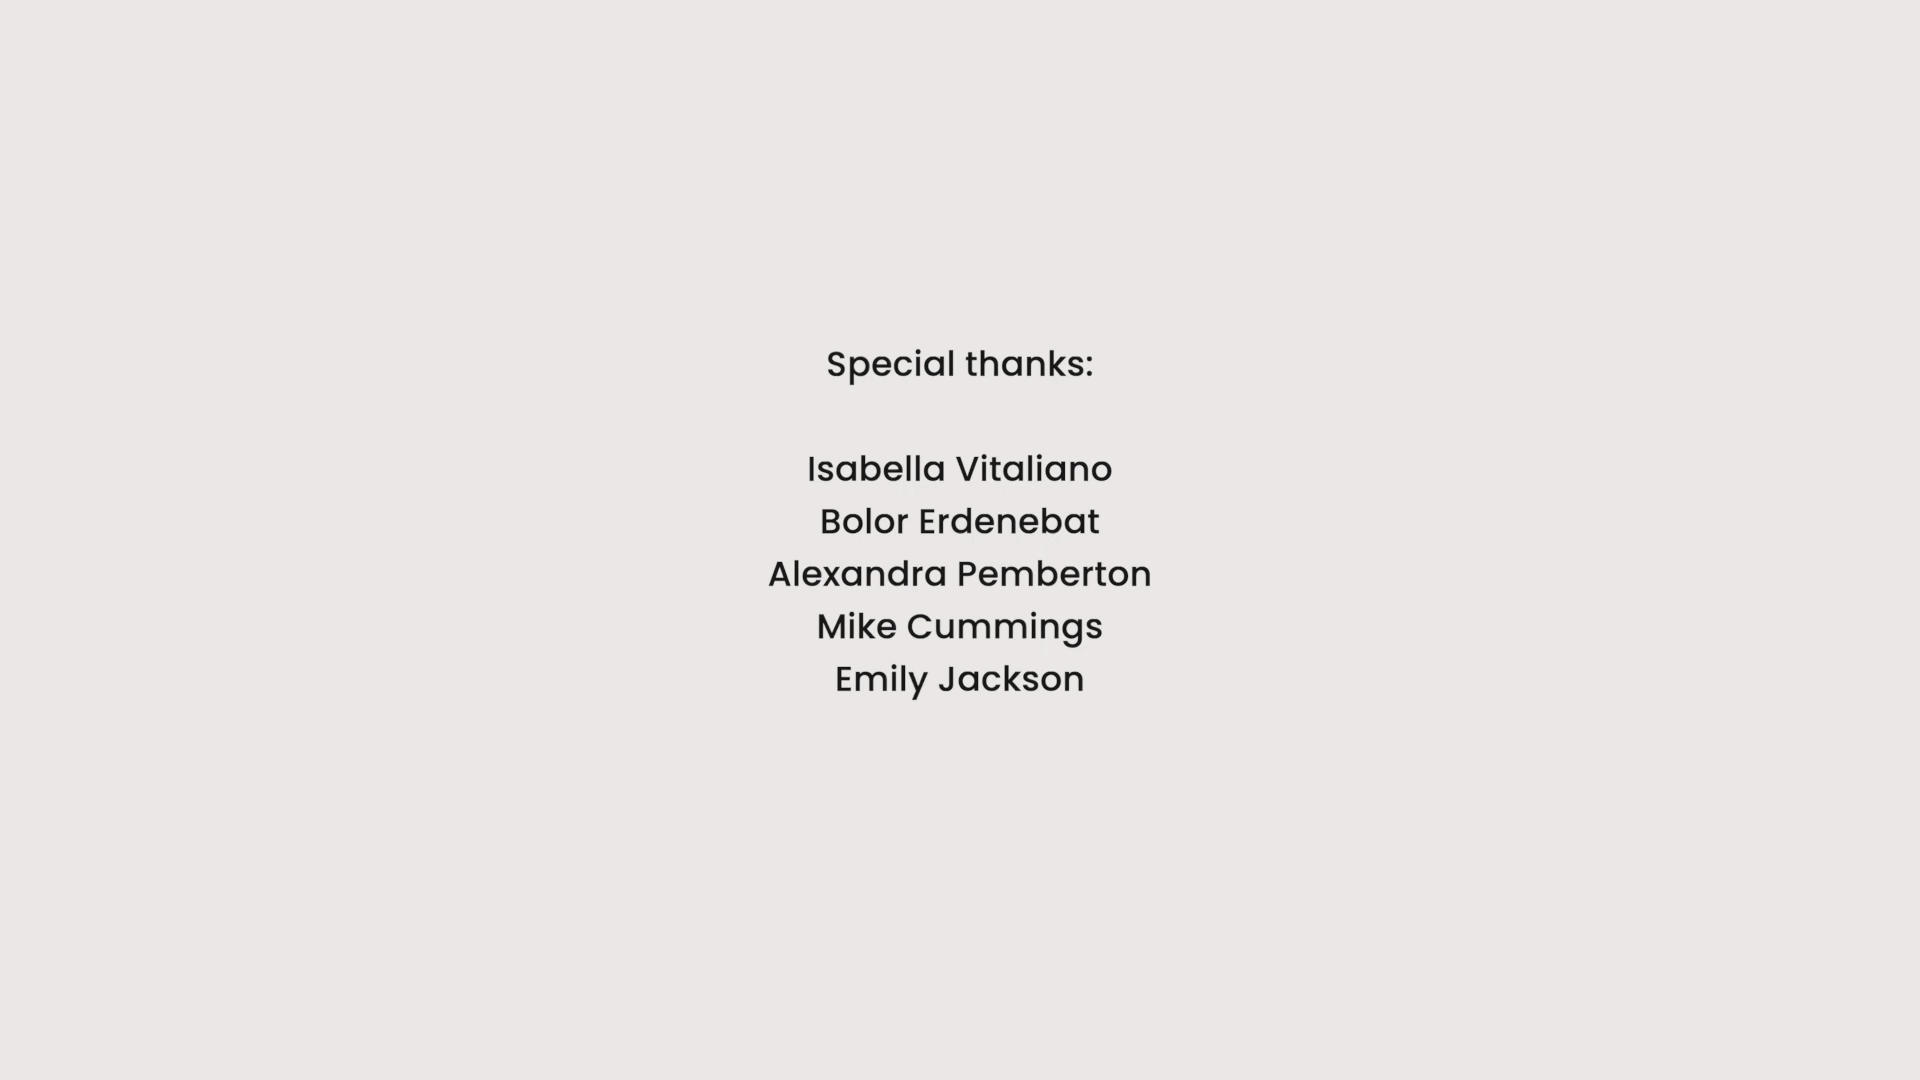 Special thanks:
Isabella Vitaliano
Bolor Erdenebat
Alexandra Pemberton
Mike Cummings
Emily Jackson